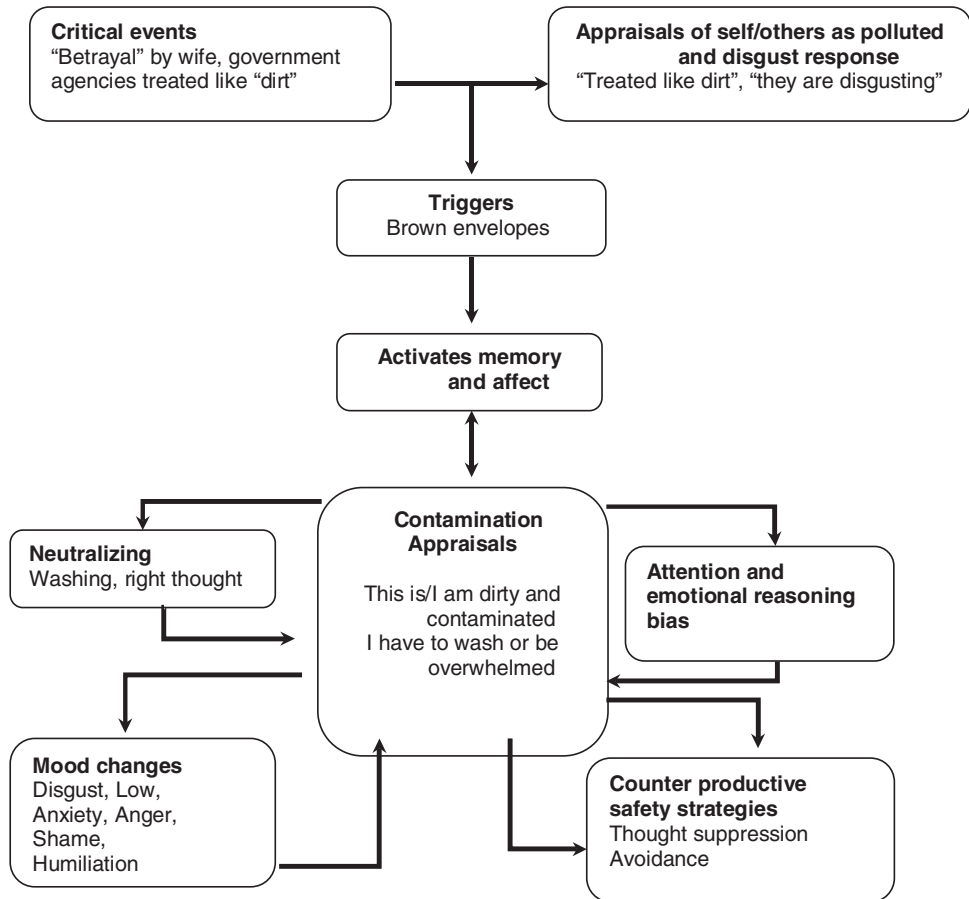 Critical events
“Betrayal” by wife, government
agencies treated like “dirt”
Appraisals of self/others as polluted
and disgust response
“Treated like dirt”, “they are disgusting”
Triggers
Brown envelopes
Activates memory
and affect
Contamination
Appraisals
This is/I am dirty and
contaminated
I have to wash or be
overwhelmed
Neutralizing
Washing, right thought
Attention and
emotional reasoning
bias
Mood changes
Disgust, Low,
Anxiety, Anger,
Shame,
Humiliation
Counter productive
safety strategies
Thought suppression
Avoidance